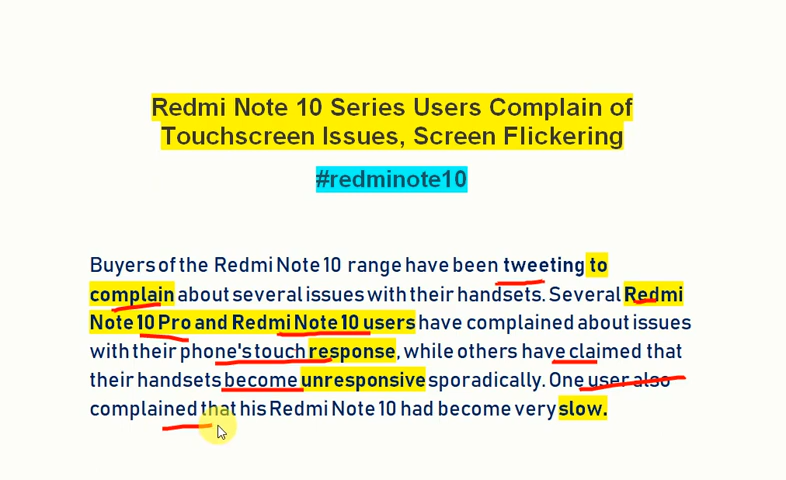 Redmi Note 10 Series Users Complain of
Touchscreen Issues, Screen Flickering
#redminote10
Buyers of the Redmi Note 10 range have been tweeting to
complain about several issues with their handsets. Several Redmi
Note 10 Pro and Redmi Note 10 users have complained about issues
with their phone's touch response, while others have claimed that
their handsets become unresponsive sporadically. One user also
complained that his Redmi Note 10 had become very slow.